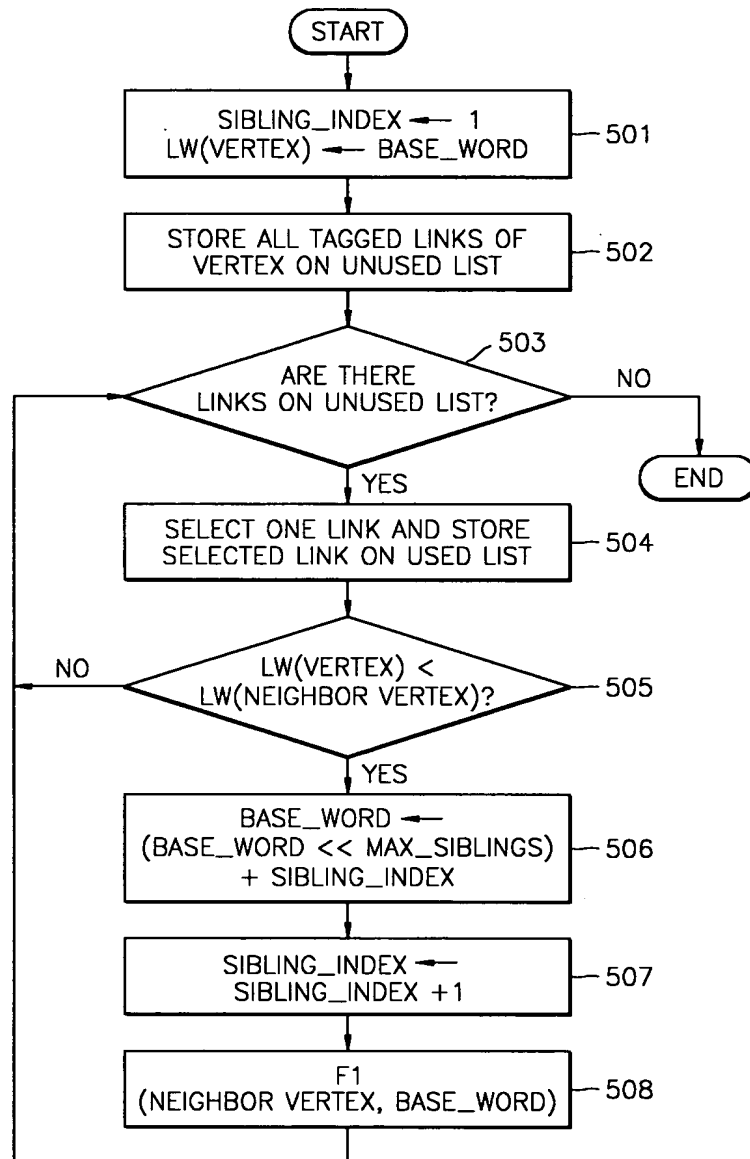 START
SIBLING_INDEX ← 1
LW(VERTEX) ← BASE_WORD
501
STORE ALL TAGGED LINKS OF
VERTEX ON UNUSED LIST
502
503
ARE THERE
LINKS ON UNUSED LIST?
NO
END
YES
SELECT ONE LINK AND STORE
SELECTED LINK ON USED LIST
504
NO
LW(VERTEX) <
LW(NEIGHBOR VERTEX)?
505
YES
BASE_WORD ←
(BASE_WORD << MAX_SIBLINGS)
+ SIBLING_INDEX
506
SIBLING_INDEX ←
SIBLING_INDEX +1
507
F1
(NEIGHBOR VERTEX, BASE_WORD)
508